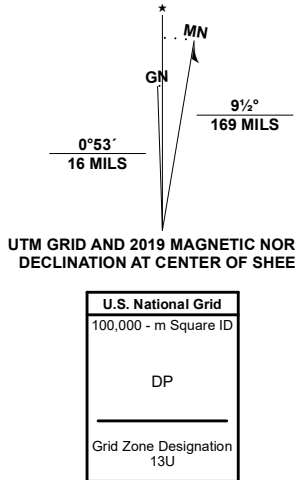 MN
GN
9½°
169 MILS
0°53´
16 MILS
UTM GRID AND 2019 MAGNETIC NOR
DECLINATION AT CENTER OF SHEE
U.S. National Grid
100,000 - m Square ID
DP
Grid Zone Designation
13U